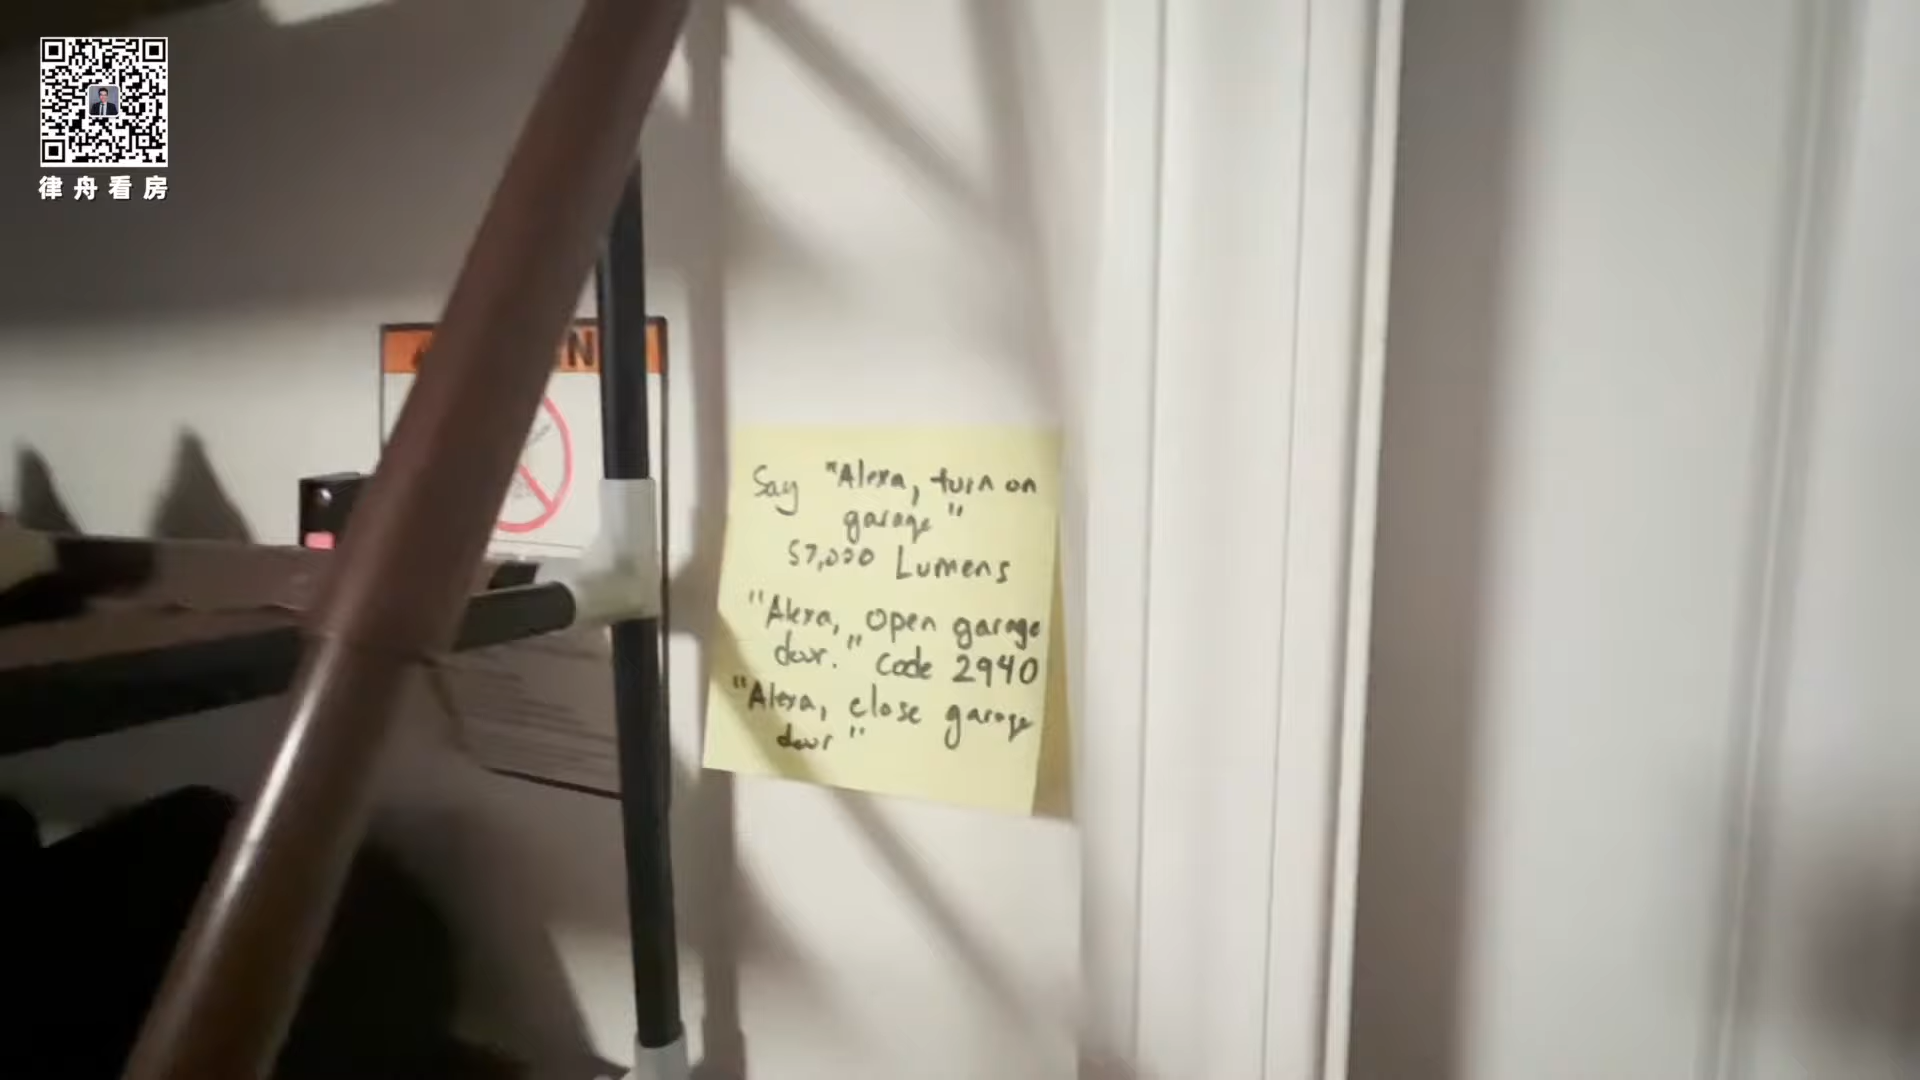 律舟看房
Say "Alexa, turn on
garage"
57,000 Lumens
"Alexa, open garage
door." Code 2940
"Alexa, close garage
door"